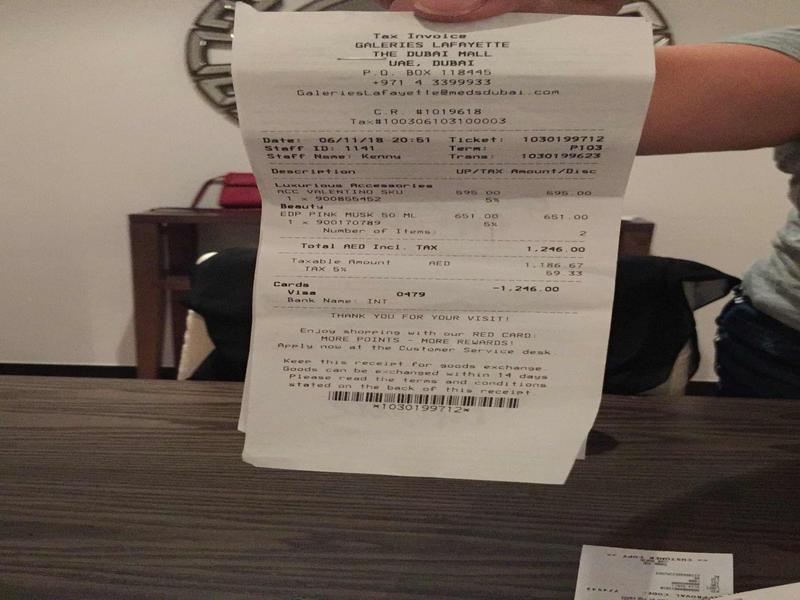 Tax Invoice
GALERIES LAFAYETTE
THE DUBAI MALL
UAE, DUBAI
P.O. BOX 118445
+971 4 3399933
GaleriesLafayette@medsdubai.com
C.R. #1019618
Tax#100306103100003
Date: 06/11/18 20:51 Ticket: 1030199712
Staff ID: 1141 Term: P103
Staff Name: Kenny Trans: 1030199623
Description UP/TAX Amount/Disc
Luxurious Accessories
ACC VALENTINO SKU 595.00 595.00
1 x 900855452 5%
Beauty
EDP PINK MUSK 50 ML 651.00 651.00
1 x 900170789 5%
Number of Items: 2
Total AED Incl. TAX 1,246.00
Taxable Amount AED 1,186.67
TAX 5% 59.33
Cards -1,246.00
Visa 0479
Bank Name: INT
THANK YOU FOR YOUR VISIT!
Enjoy shopping with our RED CARD:
MORE POINTS - MORE REWARDS!
Apply now at the Customer Service desk.
Keep this receipt for goods exchange.
Goods can be exchanged within 14 days
Please read the terms and conditions
stated on the back of this receipt
*1030199712*
CUSTOMER COPY
APPROVAL CODE: